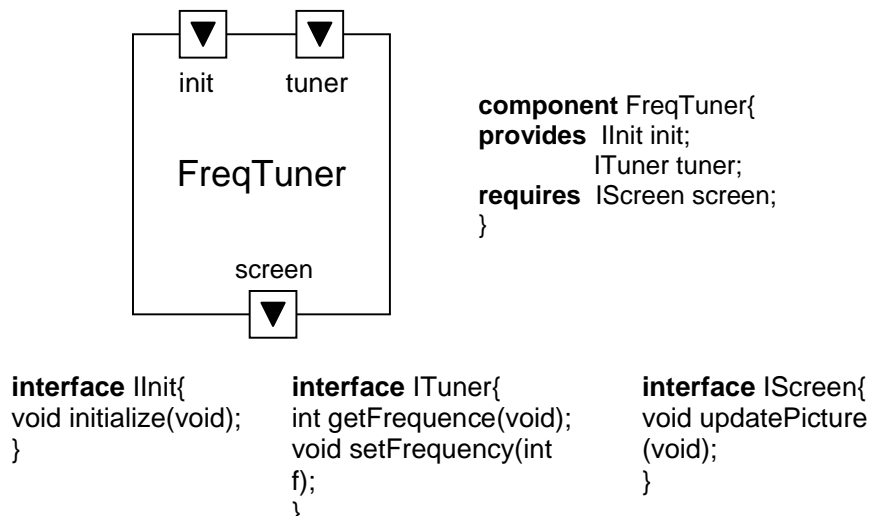 init
tuner
FreqTuner
screen
component FreqTuner{
provides IInit init;
ITuner tuner;
requires IScreen screen;
}
interface IInit{
void initialize(void);
}
interface ITuner{
int getFrequence(void);
void setFrequency(int
f);
}
interface IScreen{
void updatePicture
(void);
}